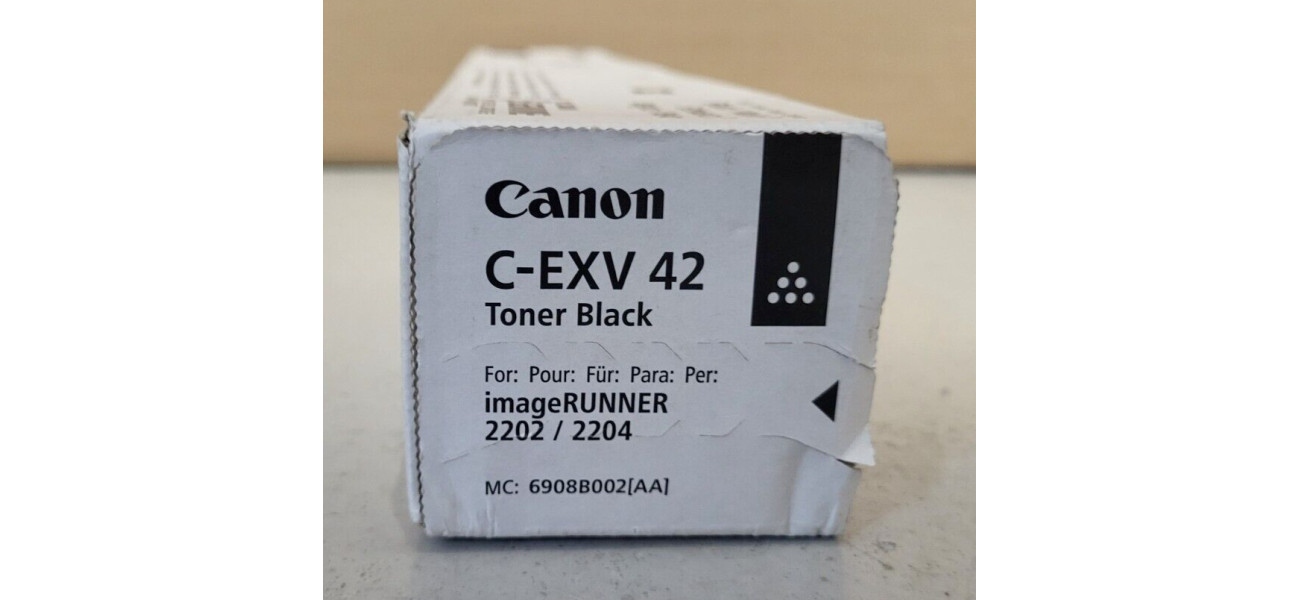 Canon
C-EXV 42
Toner Black
For: Pour: Für: Para: Per:
imageRUNNER
2202 / 2204
MC: 6908B002[AA]